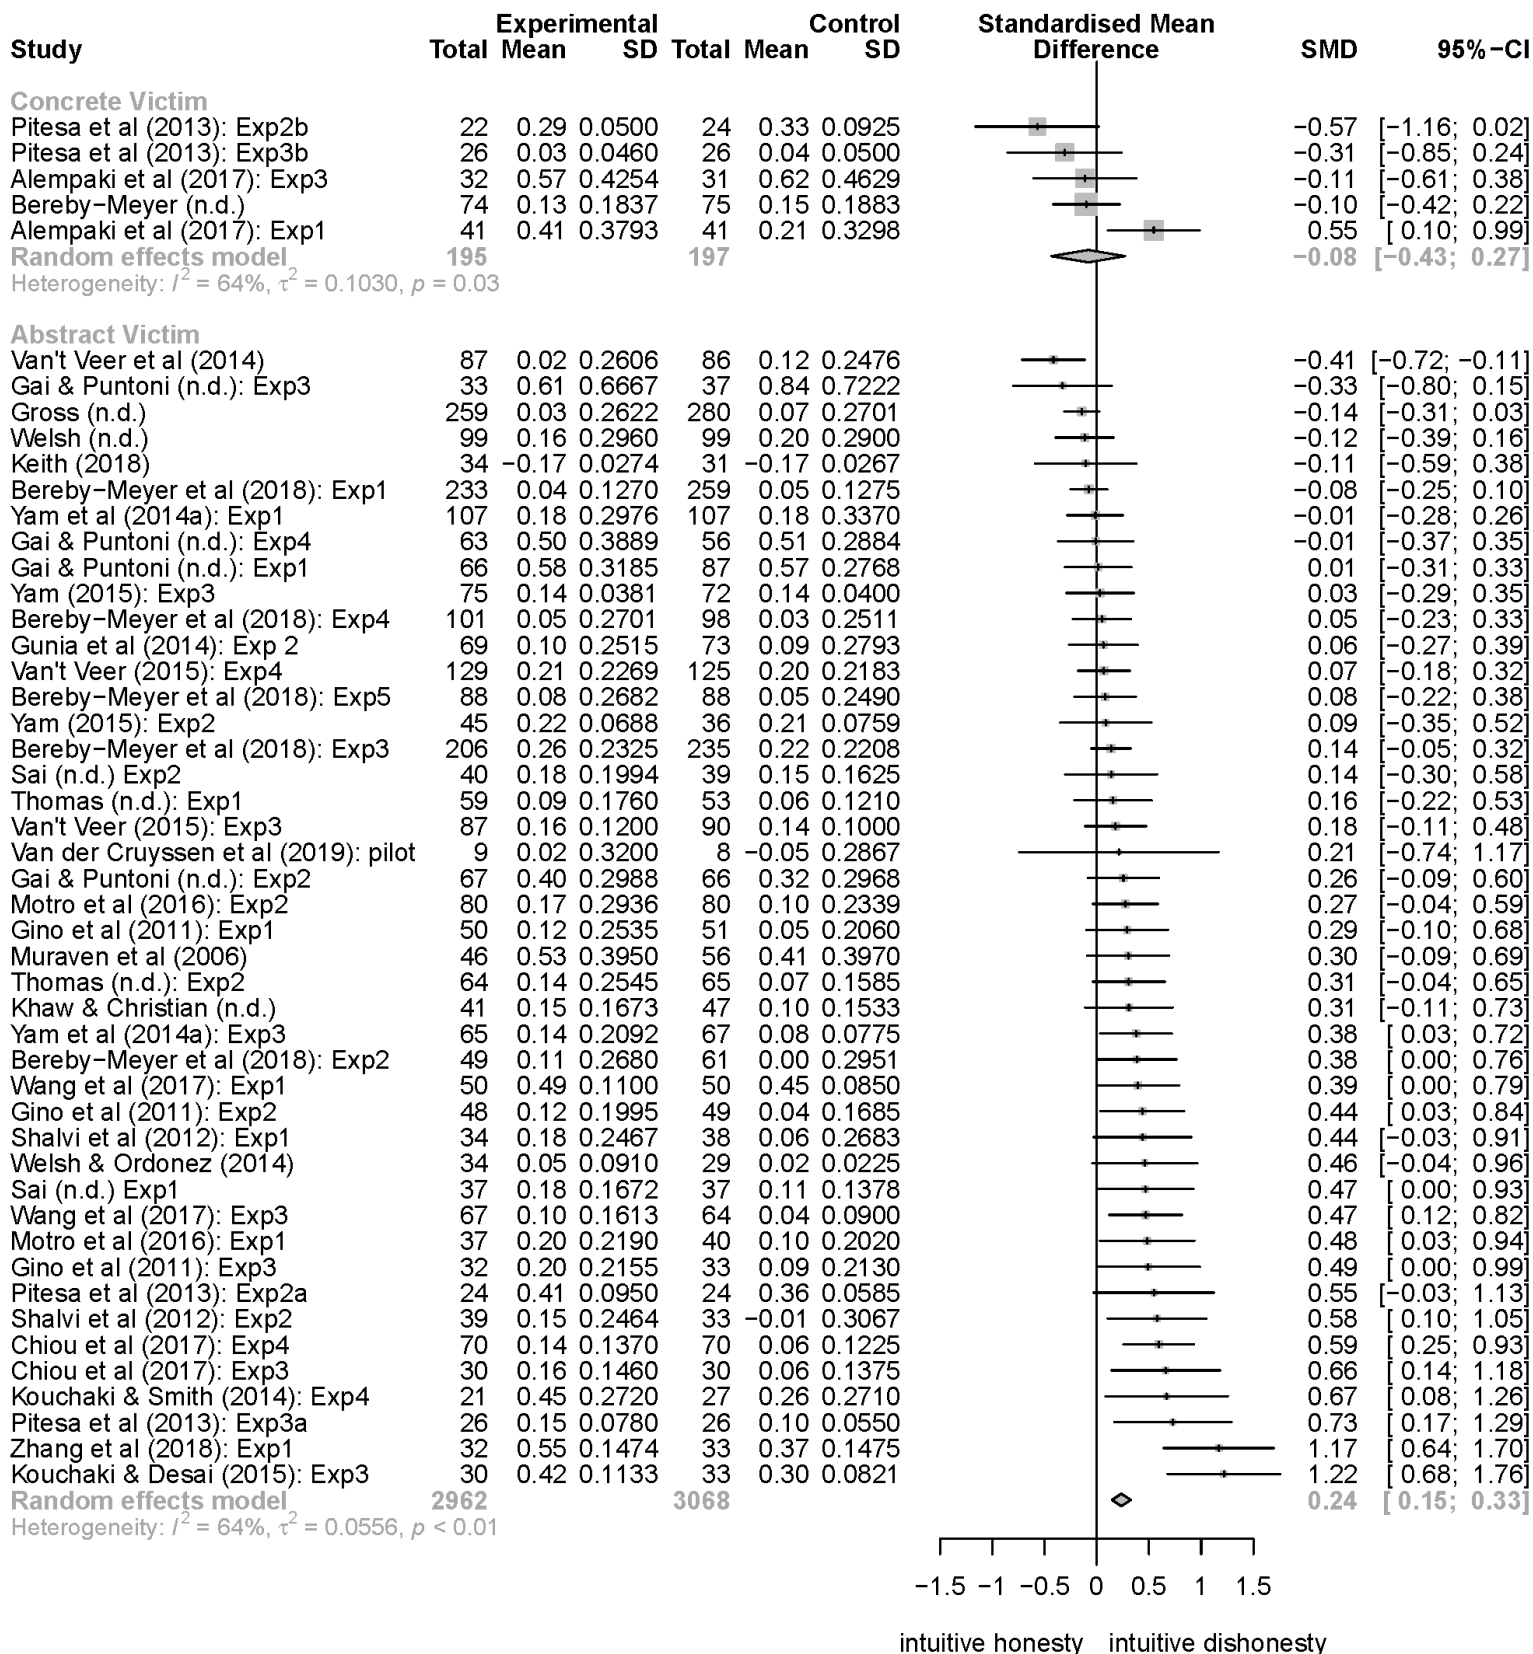 Experimental Control Standardised Mean
Study Total Mean SD Total Mean SD Difference SMD 95%−CI
Concrete Victim
Pitesa et al (2013): Exp2b 22 0.29 0.0500 24 0.33 0.0925 −0.57 [−1.16; 0.02]
Pitesa et al (2013): Exp3b 26 0.03 0.0460 26 0.04 0.0500 −0.31 [−0.85; 0.24]
Alempaki et al (2017): Exp3 32 0.57 0.4254 31 0.62 0.4629 −0.11 [−0.61; 0.38]
Bereby−Meyer (n.d.) 74 0.13 0.1837 75 0.15 0.1883 −0.10 [−0.42; 0.22]
Alempaki et al (2017): Exp1 41 0.41 0.3793 41 0.21 0.3298 0.55 [ 0.10; 0.99]
Random effects model 195 197 −0.08 [−0.43; 0.27]
Heterogeneity: I² = 64%, τ² = 0.1030, p = 0.03
Abstract Victim
Van't Veer et al (2014) 87 0.02 0.2606 86 0.12 0.2476 −0.41 [−0.72; −0.11]
Gai & Puntoni (n.d.): Exp3 33 0.61 0.6667 37 0.84 0.7222 −0.33 [−0.80; 0.15]
Gross (n.d.) 259 0.03 0.2622 280 0.07 0.2701 −0.14 [−0.31; 0.03]
Welsh (n.d.) 99 0.16 0.2960 99 0.20 0.2900 −0.12 [−0.39; 0.16]
Keith (2018) 34 −0.17 0.0274 31 −0.17 0.0267 −0.11 [−0.59; 0.38]
Bereby−Meyer et al (2018): Exp1 233 0.04 0.1270 259 0.05 0.1275 −0.08 [−0.25; 0.10]
Yam et al (2014a): Exp1 107 0.18 0.2976 107 0.18 0.3370 −0.01 [−0.28; 0.26]
Gai & Puntoni (n.d.): Exp4 63 0.50 0.3889 56 0.51 0.2884 −0.01 [−0.37; 0.35]
Gai & Puntoni (n.d.): Exp1 66 0.58 0.3185 87 0.57 0.2768 0.01 [−0.31; 0.33]
Yam (2015): Exp3 75 0.14 0.0381 72 0.14 0.0400 0.03 [−0.29; 0.35]
Bereby−Meyer et al (2018): Exp4 101 0.05 0.2701 98 0.03 0.2511 0.05 [−0.23; 0.33]
Gunia et al (2014): Exp 2 69 0.10 0.2515 73 0.09 0.2793 0.06 [−0.27; 0.39]
Van't Veer (2015): Exp4 129 0.21 0.2269 125 0.20 0.2183 0.07 [−0.18; 0.32]
Bereby−Meyer et al (2018): Exp5 88 0.08 0.2682 88 0.05 0.2490 0.08 [−0.22; 0.38]
Yam (2015): Exp2 45 0.22 0.0688 36 0.21 0.0759 0.09 [−0.35; 0.52]
Bereby−Meyer et al (2018): Exp3 206 0.26 0.2325 235 0.22 0.2208 0.14 [−0.05; 0.32]
Sai (n.d.) Exp2 40 0.18 0.1994 39 0.15 0.1625 0.14 [−0.30; 0.58]
Thomas (n.d.): Exp1 59 0.09 0.1760 53 0.06 0.1210 0.16 [−0.22; 0.53]
Van't Veer (2015): Exp3 87 0.16 0.1200 90 0.14 0.1000 0.18 [−0.11; 0.48]
Van der Cruyssen et al (2019): pilot 9 0.02 0.3200 8 −0.05 0.2867 0.21 [−0.74; 1.17]
Gai & Puntoni (n.d.): Exp2 67 0.40 0.2988 66 0.32 0.2968 0.26 [−0.09; 0.60]
Motro et al (2016): Exp2 80 0.17 0.2936 80 0.10 0.2339 0.27 [−0.04; 0.59]
Gino et al (2011): Exp1 50 0.12 0.2535 51 0.05 0.2060 0.29 [−0.10; 0.68]
Muraven et al (2006) 46 0.53 0.3950 56 0.41 0.3970 0.30 [−0.09; 0.69]
Thomas (n.d.): Exp2 64 0.14 0.2545 65 0.07 0.1585 0.31 [−0.04; 0.65]
Khaw & Christian (n.d.) 41 0.15 0.1673 47 0.10 0.1533 0.31 [−0.11; 0.73]
Yam et al (2014a): Exp3 65 0.14 0.2092 67 0.08 0.0775 0.38 [ 0.03; 0.72]
Bereby−Meyer et al (2018): Exp2 49 0.11 0.2680 61 0.00 0.2951 0.38 [ 0.00; 0.76]
Wang et al (2017): Exp1 50 0.49 0.1100 50 0.45 0.0850 0.39 [ 0.00; 0.79]
Gino et al (2011): Exp2 48 0.12 0.1995 49 0.04 0.1685 0.44 [ 0.03; 0.84]
Shalvi et al (2012): Exp1 34 0.18 0.2467 38 0.06 0.2683 0.44 [−0.03; 0.91]
Welsh & Ordonez (2014) 34 0.05 0.0910 29 0.02 0.0225 0.46 [−0.04; 0.96]
Sai (n.d.) Exp1 37 0.18 0.1672 37 0.11 0.1378 0.47 [ 0.00; 0.93]
Wang et al (2017): Exp3 67 0.10 0.1613 64 0.04 0.0900 0.47 [ 0.12; 0.82]
Motro et al (2016): Exp1 37 0.20 0.2190 40 0.10 0.2020 0.48 [ 0.03; 0.94]
Gino et al (2011): Exp3 32 0.20 0.2155 33 0.09 0.2130 0.49 [ 0.00; 0.99]
Pitesa et al (2013): Exp2a 24 0.41 0.0950 24 0.36 0.0585 0.55 [−0.03; 1.13]
Shalvi et al (2012): Exp2 39 0.15 0.2464 33 −0.01 0.3067 0.58 [ 0.10; 1.05]
Chiou et al (2017): Exp4 70 0.14 0.1370 70 0.06 0.1225 0.59 [ 0.25; 0.93]
Chiou et al (2017): Exp3 30 0.16 0.1460 30 0.06 0.1375 0.66 [ 0.14; 1.18]
Kouchaki & Smith (2014): Exp4 21 0.45 0.2720 27 0.26 0.2710 0.67 [ 0.08; 1.26]
Pitesa et al (2013): Exp3a 26 0.15 0.0780 26 0.10 0.0550 0.73 [ 0.17; 1.29]
Zhang et al (2018): Exp1 32 0.55 0.1474 33 0.37 0.1475 1.17 [ 0.64; 1.70]
Kouchaki & Desai (2015): Exp3 30 0.42 0.1133 33 0.30 0.0821 1.22 [ 0.68; 1.76]
Random effects model 2962 3068 0.24 [ 0.15; 0.33]
Heterogeneity: I² = 64%, τ² = 0.0556, p < 0.01
−1.5 −1 −0.5 0 0.5 1 1.5
intuitive honesty intuitive dishonesty